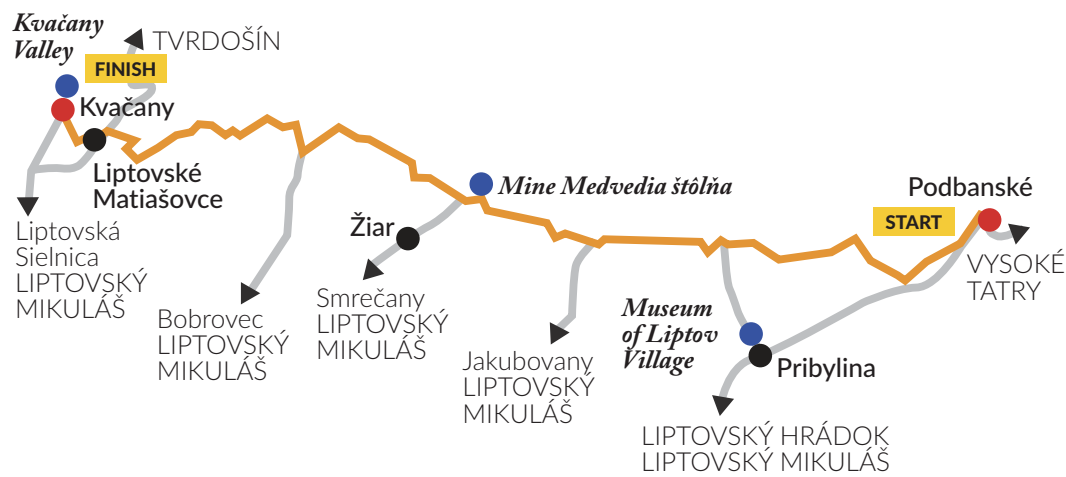 Kvačany
Valley
TVRDOŠÍN
FINISH
Kvačany
Liptovské
Matiašovce
Liptovská
Sielnica
LIPTOVSKÝ
MIKULÁŠ
Bobrovec
LIPTOVSKÝ
MIKULÁŠ
Žiar
Smrečany
LIPTOVSKÝ
MIKULÁŠ
Mine Medvedia štôlňa
Jakubovany
LIPTOVSKÝ
MIKULÁŠ
Museum
of Liptov
Village
Pribylina
LIPTOVSKÝ HRÁDOK
LIPTOVSKÝ MIKULÁŠ
Podbanské
START
VYSOKÉ
TATRY